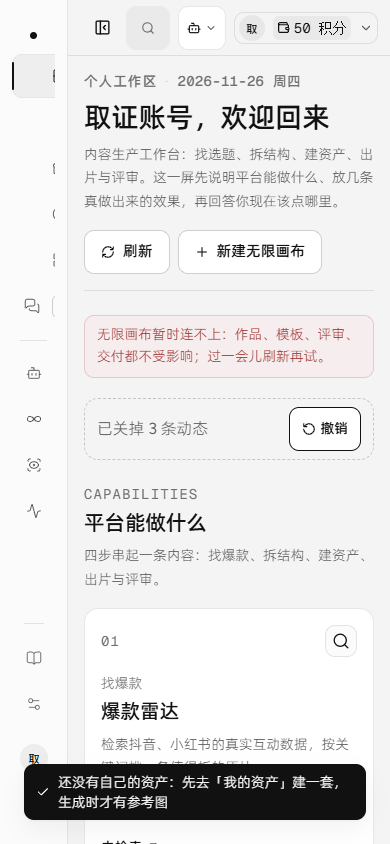 取 50 积分
个人工作区 · 2026-11-26 周四
取证账号，欢迎回来
内容生产工作台：找选题、拆结构、建资产、出
片与评审。这一屏先说明平台能做什么、放几条
真做出来的效果，再回答你现在该点哪里。
刷新 新建无限画布
无限画布暂时连不上：作品、模板、评审、
交付都不受影响；过一会儿刷新再试。
已关掉 3 条动态 撤销
CAPABILITIES
平台能做什么
四步串起一条内容：找爆款、拆结构、建资产、
出片与评审。
01
找爆款
爆款雷达
检索抖音、小红书的真实互动数据，按关
取
还没有自己的资产：先去「我的资产」建一套，
生成时才有参考图